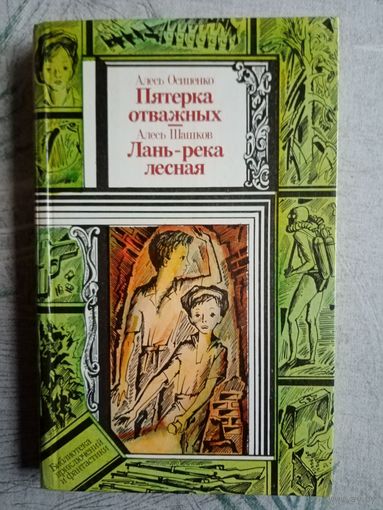 Алесь Осипенко
Пятерка
отважных
Алесь Шашков
Лань-река
лесная
Библиотека
приключений
и фантастики